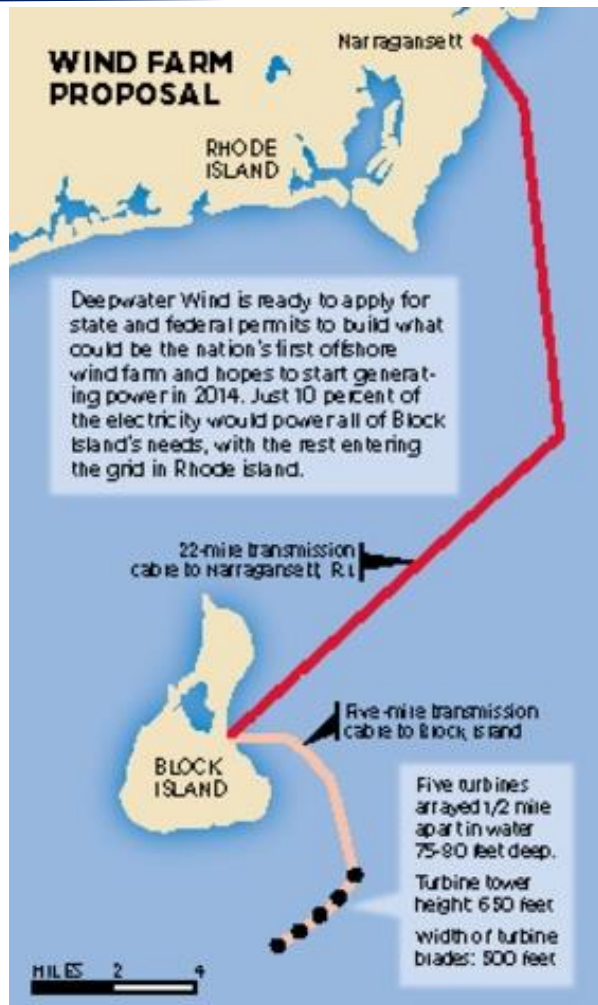 WIND FARM
PROPOSAL
Narragansett
RHODE
ISLAND
Deepwater Wind is ready to apply for
state and federal permits to build what
could be the nation's first offshore
wind farm and hopes to start generat-
ing power in 2014. Just 10 percent of
the electricity would power all of Block
Island's needs, with the rest entering
the grid in Rhode island.
22-mile transmission
cable to Narragansett, R.I.
Five-mile transmission
cable to Block Island
BLOCK
ISLAND
Five turbines
arrayed 1/2 mile
apart in water
75-80 feet deep.
Turbine tower
height: 650 feet
Width of turbine
blades: 500 feet
MILES 2 4